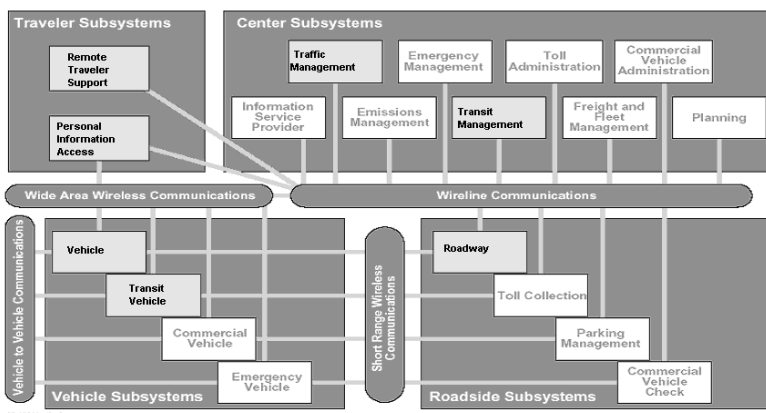 Traveler Subsystems
Remote
Traveler
Support
Personal
Information
Access
Center Subsystems
Traffic
Management
Emergency
Management
Toll
Administration
Commercial
Vehicle
Administration
Information
Service
Provider
Emissions
Management
Transit
Management
Freight and
Fleet
Management
Planning
Wide Area Wireless Communications
Wireline Communications
Vehicle to Vehicle Communications
Vehicle
Transit
Vehicle
Commercial
Vehicle
Emergency
Vehicle
Vehicle Subsystems
Short Range Wireless
Communications
Roadway
Toll Collection
Parking
Management
Commercial
Vehicle
Check
Roadside Subsystems